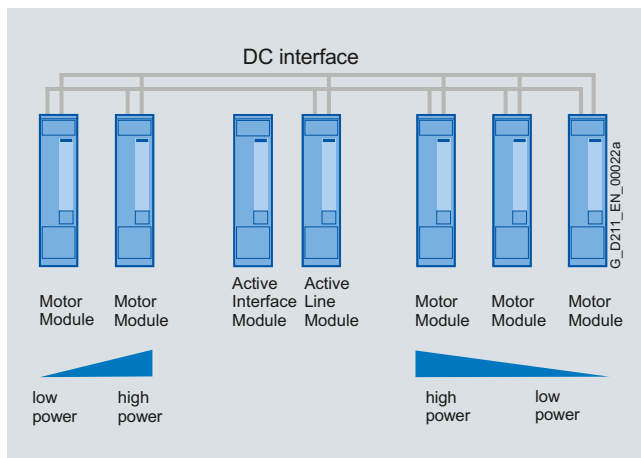 DC interface
G_D211_EN_00022a
Motor
Module
Motor
Module
Active
Interface
Module
Active
Line
Module
Motor
Module
Motor
Module
Motor
Module
low
power
high
power
high
power
low
power